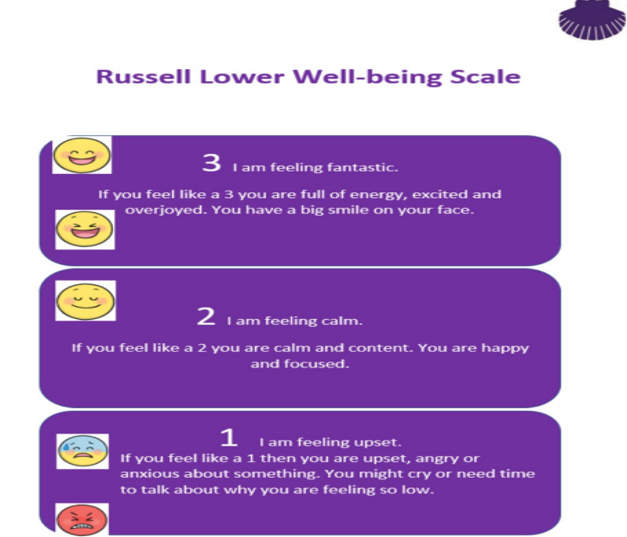 Russell Lower Well-being Scale
3 I am feeling fantastic.
If you feel like a 3 you are full of energy, excited and
overjoyed. You have a big smile on your face.
2 I am feeling calm.
If you feel like a 2 you are calm and content. You are happy
and focused.
1 I am feeling upset.
If you feel like a 1 then you are upset, angry or
anxious about something. You might cry or need time
to talk about why you are feeling so low.